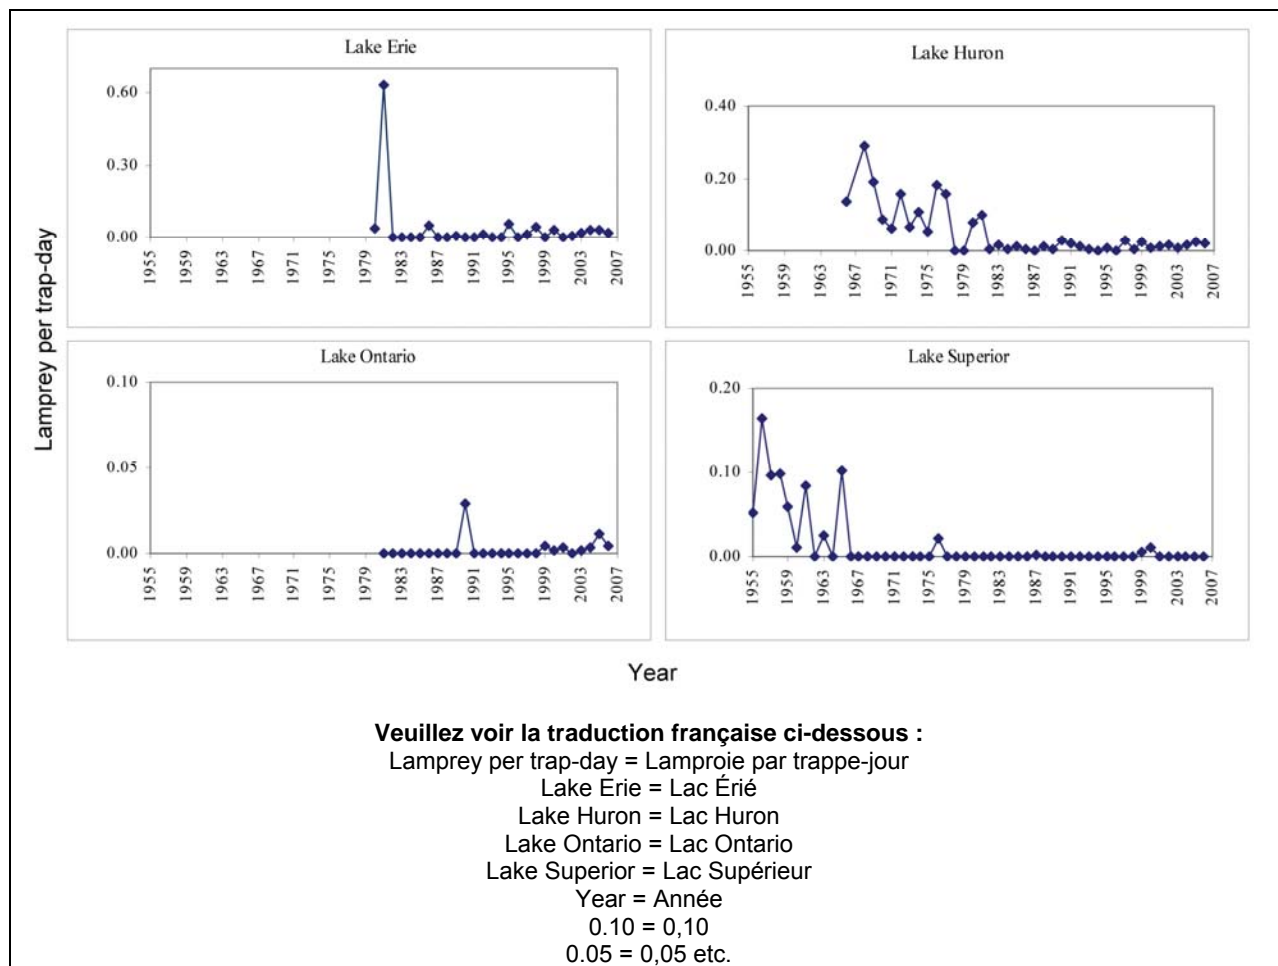 Lamprey per trap-day
Lake Erie
0.60
0.30
0.00
1955 1959 1963 1967 1971 1975 1979 1983 1987 1991 1995 1999 2003 2007
Lake Huron
0.40
0.20
0.00
1955 1959 1963 1967 1971 1975 1979 1983 1987 1991 1995 1999 2003 2007
Lake Ontario
0.10
0.05
0.00
1955 1959 1963 1967 1971 1975 1979 1983 1987 1991 1995 1999 2003 2007
Lake Superior
0.20
0.10
0.00
1955 1959 1963 1967 1971 1975 1979 1983 1987 1991 1995 1999 2003 2007
Year
Veuillez voir la traduction française ci-dessous :
Lamprey per trap-day = Lamproie par trappe-jour
Lake Erie = Lac Érié
Lake Huron = Lac Huron
Lake Ontario = Lac Ontario
Lake Superior = Lac Supérieur
Year = Année
0.10 = 0,10
0.05 = 0,05 etc.